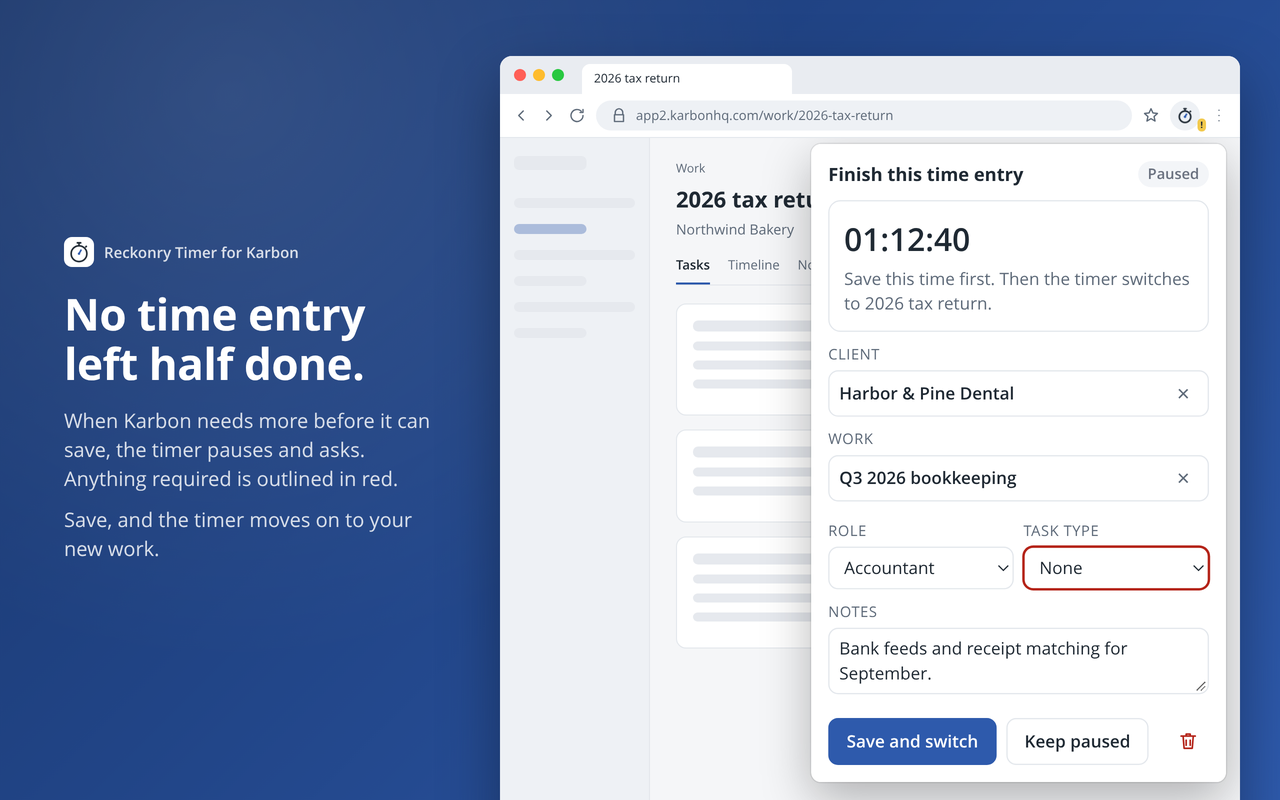 Reckonry Timer for Karbon
No time entry
left half done.
When Karbon needs more before it can
save, the timer pauses and asks.
Anything required is outlined in red.
Save, and the timer moves on to your
new work.
2026 tax return
app2.karbonhq.com/work/2026-tax-return
!
Work
2026 tax retu
Northwind Bakery
Tasks Timeline No
Finish this time entry Paused
01:12:40
Save this time first. Then the timer switches
to 2026 tax return.
CLIENT
Harbor & Pine Dental
WORK
Q3 2026 bookkeeping
ROLE TASK TYPE
Accountant None
NOTES
Bank feeds and receipt matching for
September.
Save and switch Keep paused